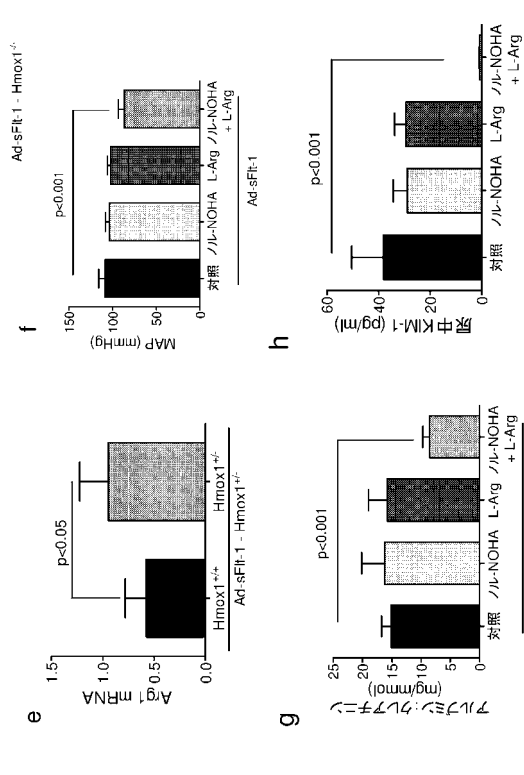 e
Arg1 mRNA
1.5
1.0
0.5
0.0
p<0.05
Hmox1+/+
Hmox1+/-
Ad-sFlt-1 - Hmox1+/-
f
Ad-sFlt-1 - Hmox1-/-
MAP (mmHg)
150
100
50
0
p<0.001
対照
ノル-NOHA
L-Arg
ノル-NOHA
+ L-Arg
Ad-sFlt-1
g
アルブミン:クレアチニン
(mg/mmol)
25
20
15
10
5
0
p<0.001
対照
ノル-NOHA
L-Arg
ノル-NOHA
+ L-Arg
h
尿中KIM-1 (pg/ml)
60
40
20
0
p<0.001
対照
ノル-NOHA
L-Arg
ノル-NOHA
+ L-Arg